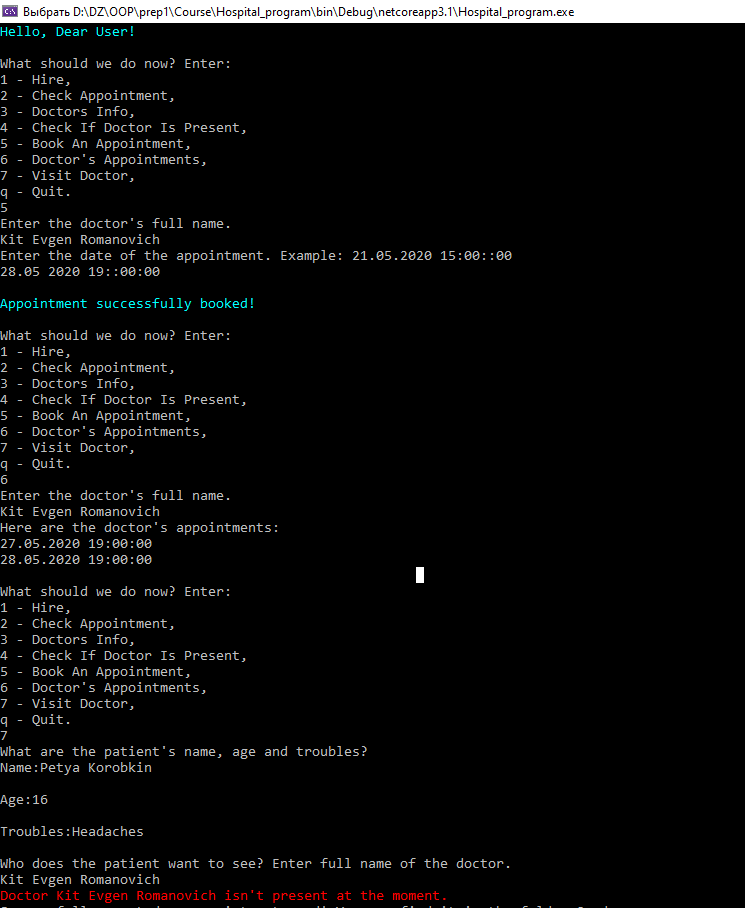 Выбрать D:\DZ\OOP\prep1\Course\Hospital_program\bin\Debug\netcoreapp3.1\Hospital_program.exe
Hello, Dear User!
What should we do now? Enter:
1 - Hire,
2 - Check Appointment,
3 - Doctors Info,
4 - Check If Doctor Is Present,
5 - Book An Appointment,
6 - Doctor's Appointments,
7 - Visit Doctor,
q - Quit.
5
Enter the doctor's full name.
Kit Evgen Romanovich
Enter the date of the appointment. Example: 21.05.2020 15:00::00
28.05 2020 19::00:00
Appointment successfully booked!
What should we do now? Enter:
1 - Hire,
2 - Check Appointment,
3 - Doctors Info,
4 - Check If Doctor Is Present,
5 - Book An Appointment,
6 - Doctor's Appointments,
7 - Visit Doctor,
q - Quit.
6
Enter the doctor's full name.
Kit Evgen Romanovich
Here are the doctor's appointments:
27.05.2020 19:00:00
28.05.2020 19:00:00
What should we do now? Enter:
1 - Hire,
2 - Check Appointment,
3 - Doctors Info,
4 - Check If Doctor Is Present,
5 - Book An Appointment,
6 - Doctor's Appointments,
7 - Visit Doctor,
q - Quit.
7
What are the patient's name, age and troubles?
Name:Petya Korobkin
Age:16
Troubles:Headaches
Who does the patient want to see? Enter full name of the doctor.
Kit Evgen Romanovich
Doctor Kit Evgen Romanovich isn't present at the moment.